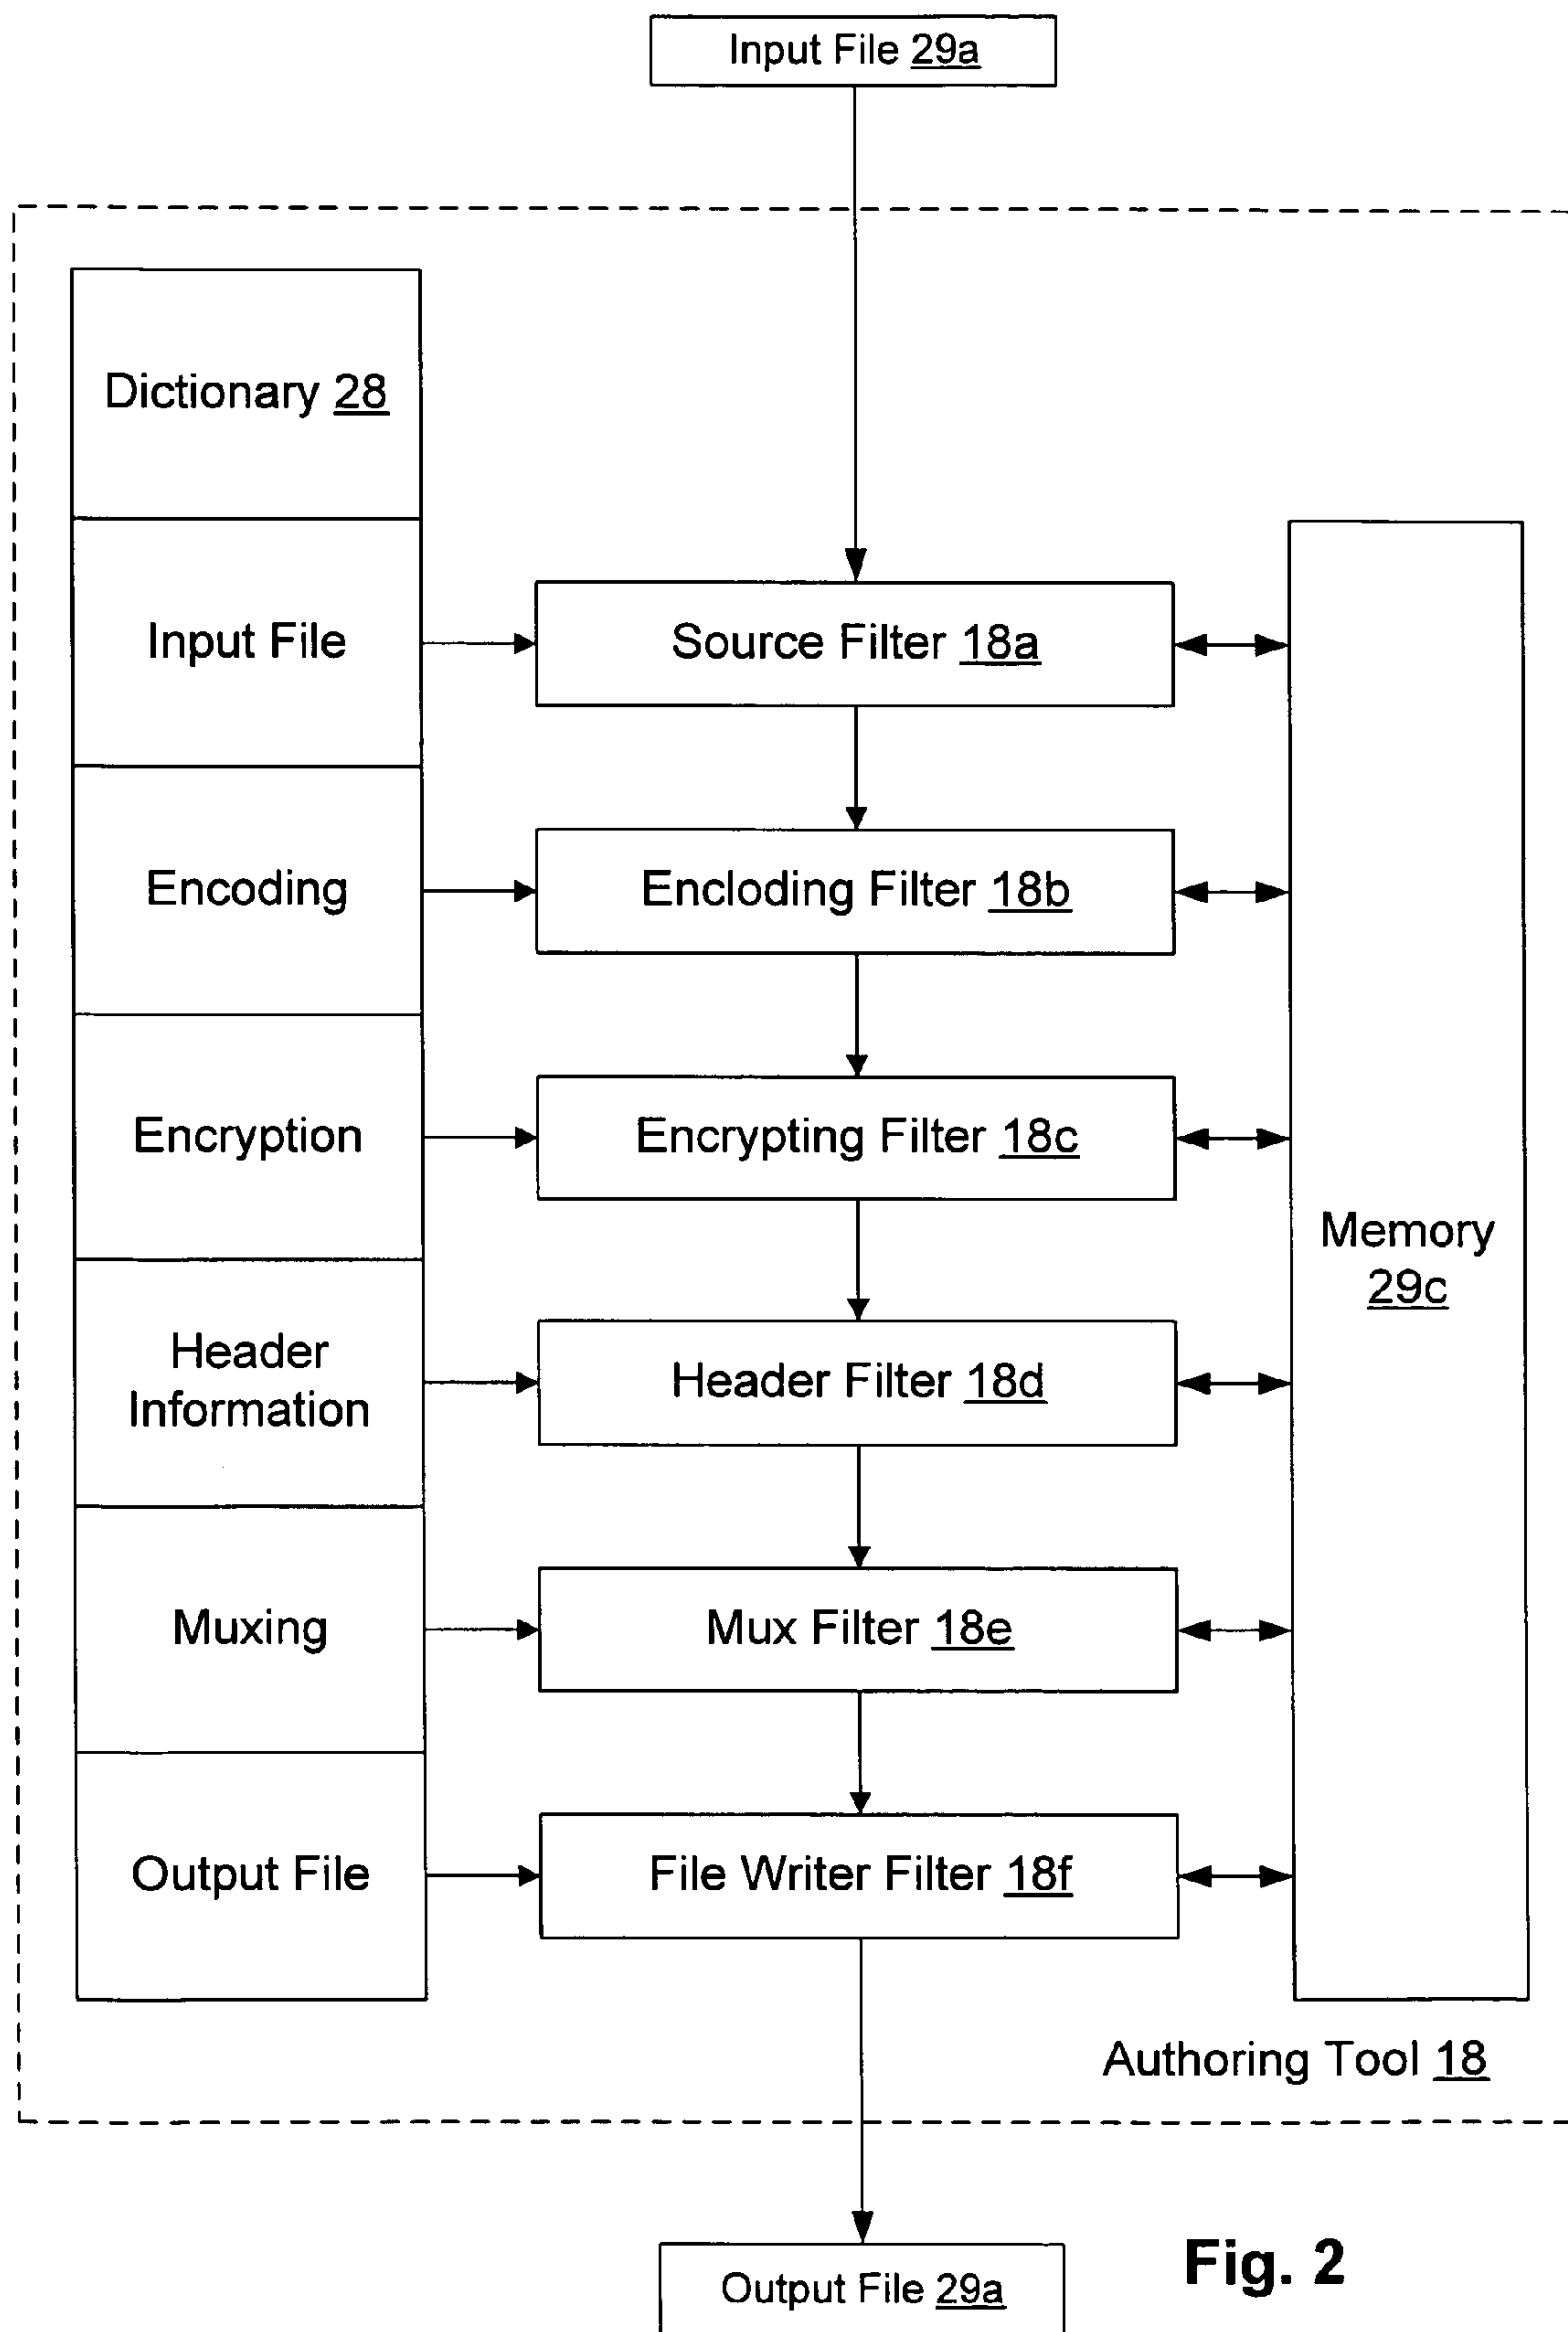 Input File 29a
Dictionary 28
Input File
Source Filter 18a
Encoding
Encloding Filter 18b
Encryption
Encrypting Filter 18c
Memory
29c
Header
Information
Header Filter 18d
Muxing
Mux Filter 18e
Output File
File Writer Filter 18f
Authoring Tool 18
Output File 29a
Fig. 2